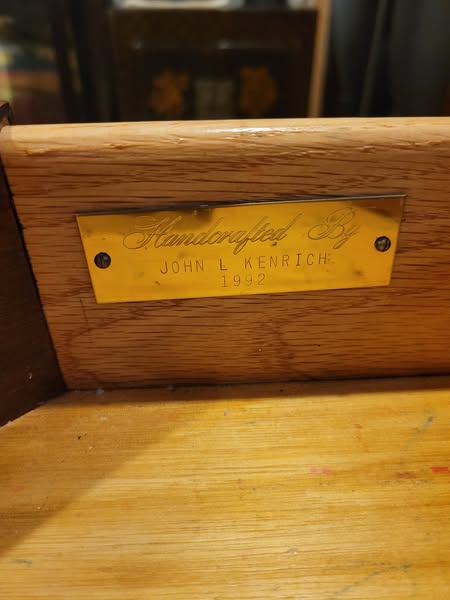 Handcrafted By
JOHN L KENRICH
1992